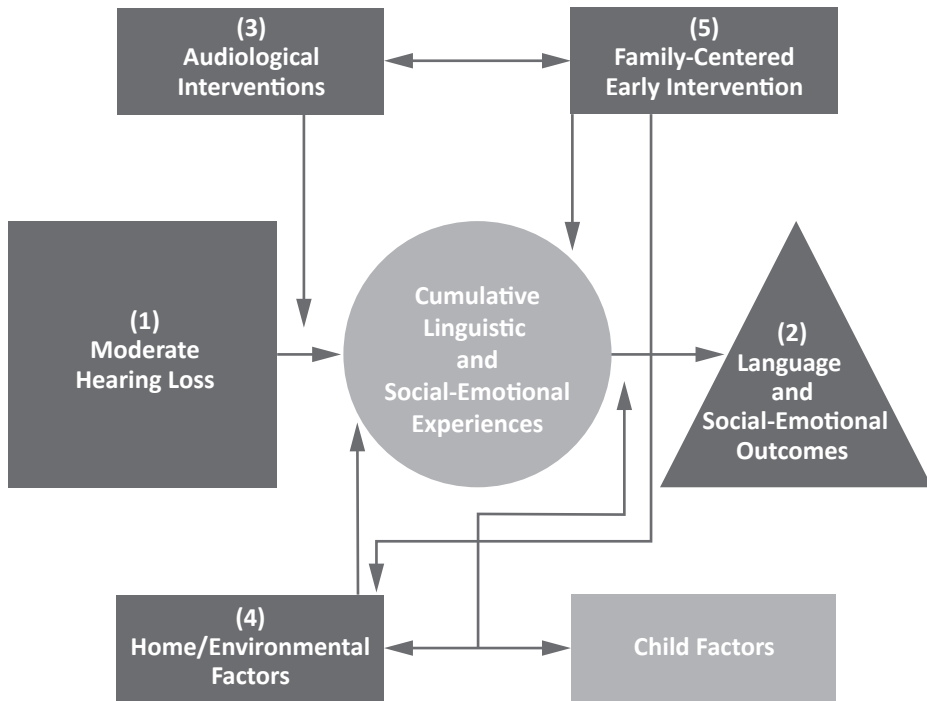 (3)
Audiological
Interventions
(5)
Family-Centered
Early Intervention
(1)
Moderate
Hearing Loss
Cumulative
Linguistic
and
Social-Emotional
Experiences
(2)
Language
and
Social-Emotional
Outcomes
(4)
Home/Environmental
Factors
Child Factors